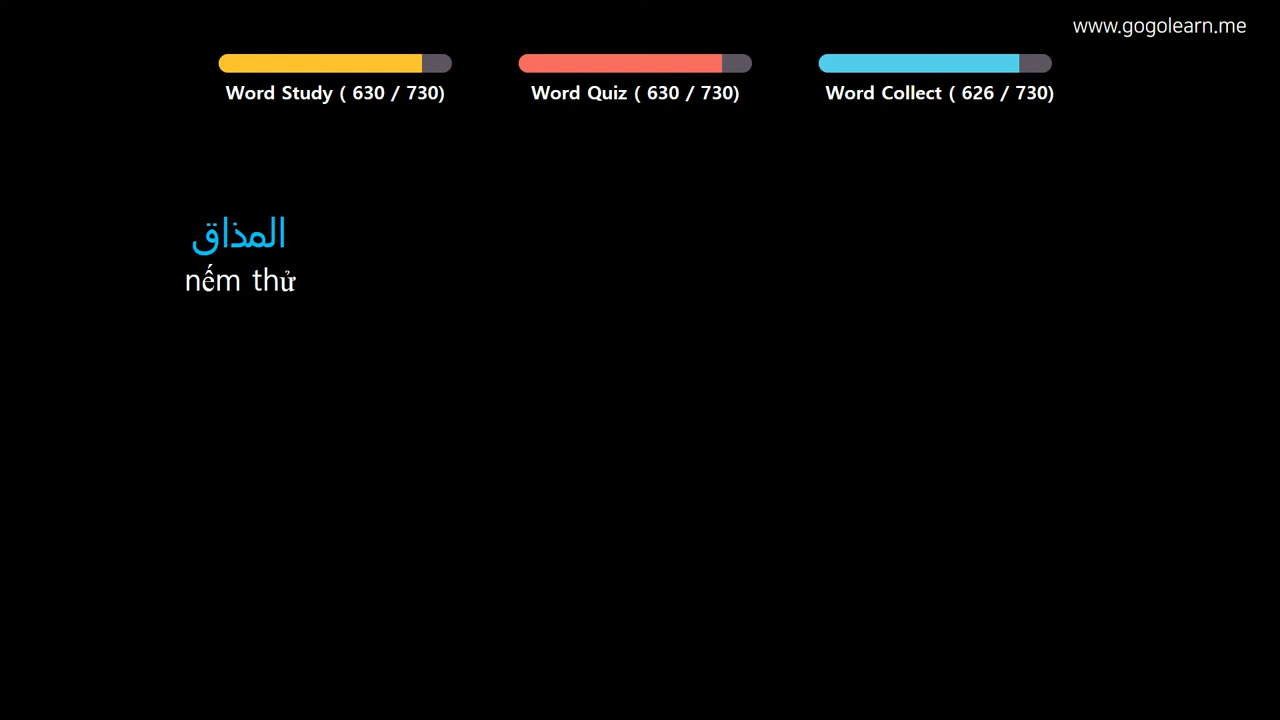 www.gogolearn.me
Word Study ( 630 / 730)
Word Quiz ( 630 / 730)
Word Collect ( 626 / 730)
المذاق
nếm thử